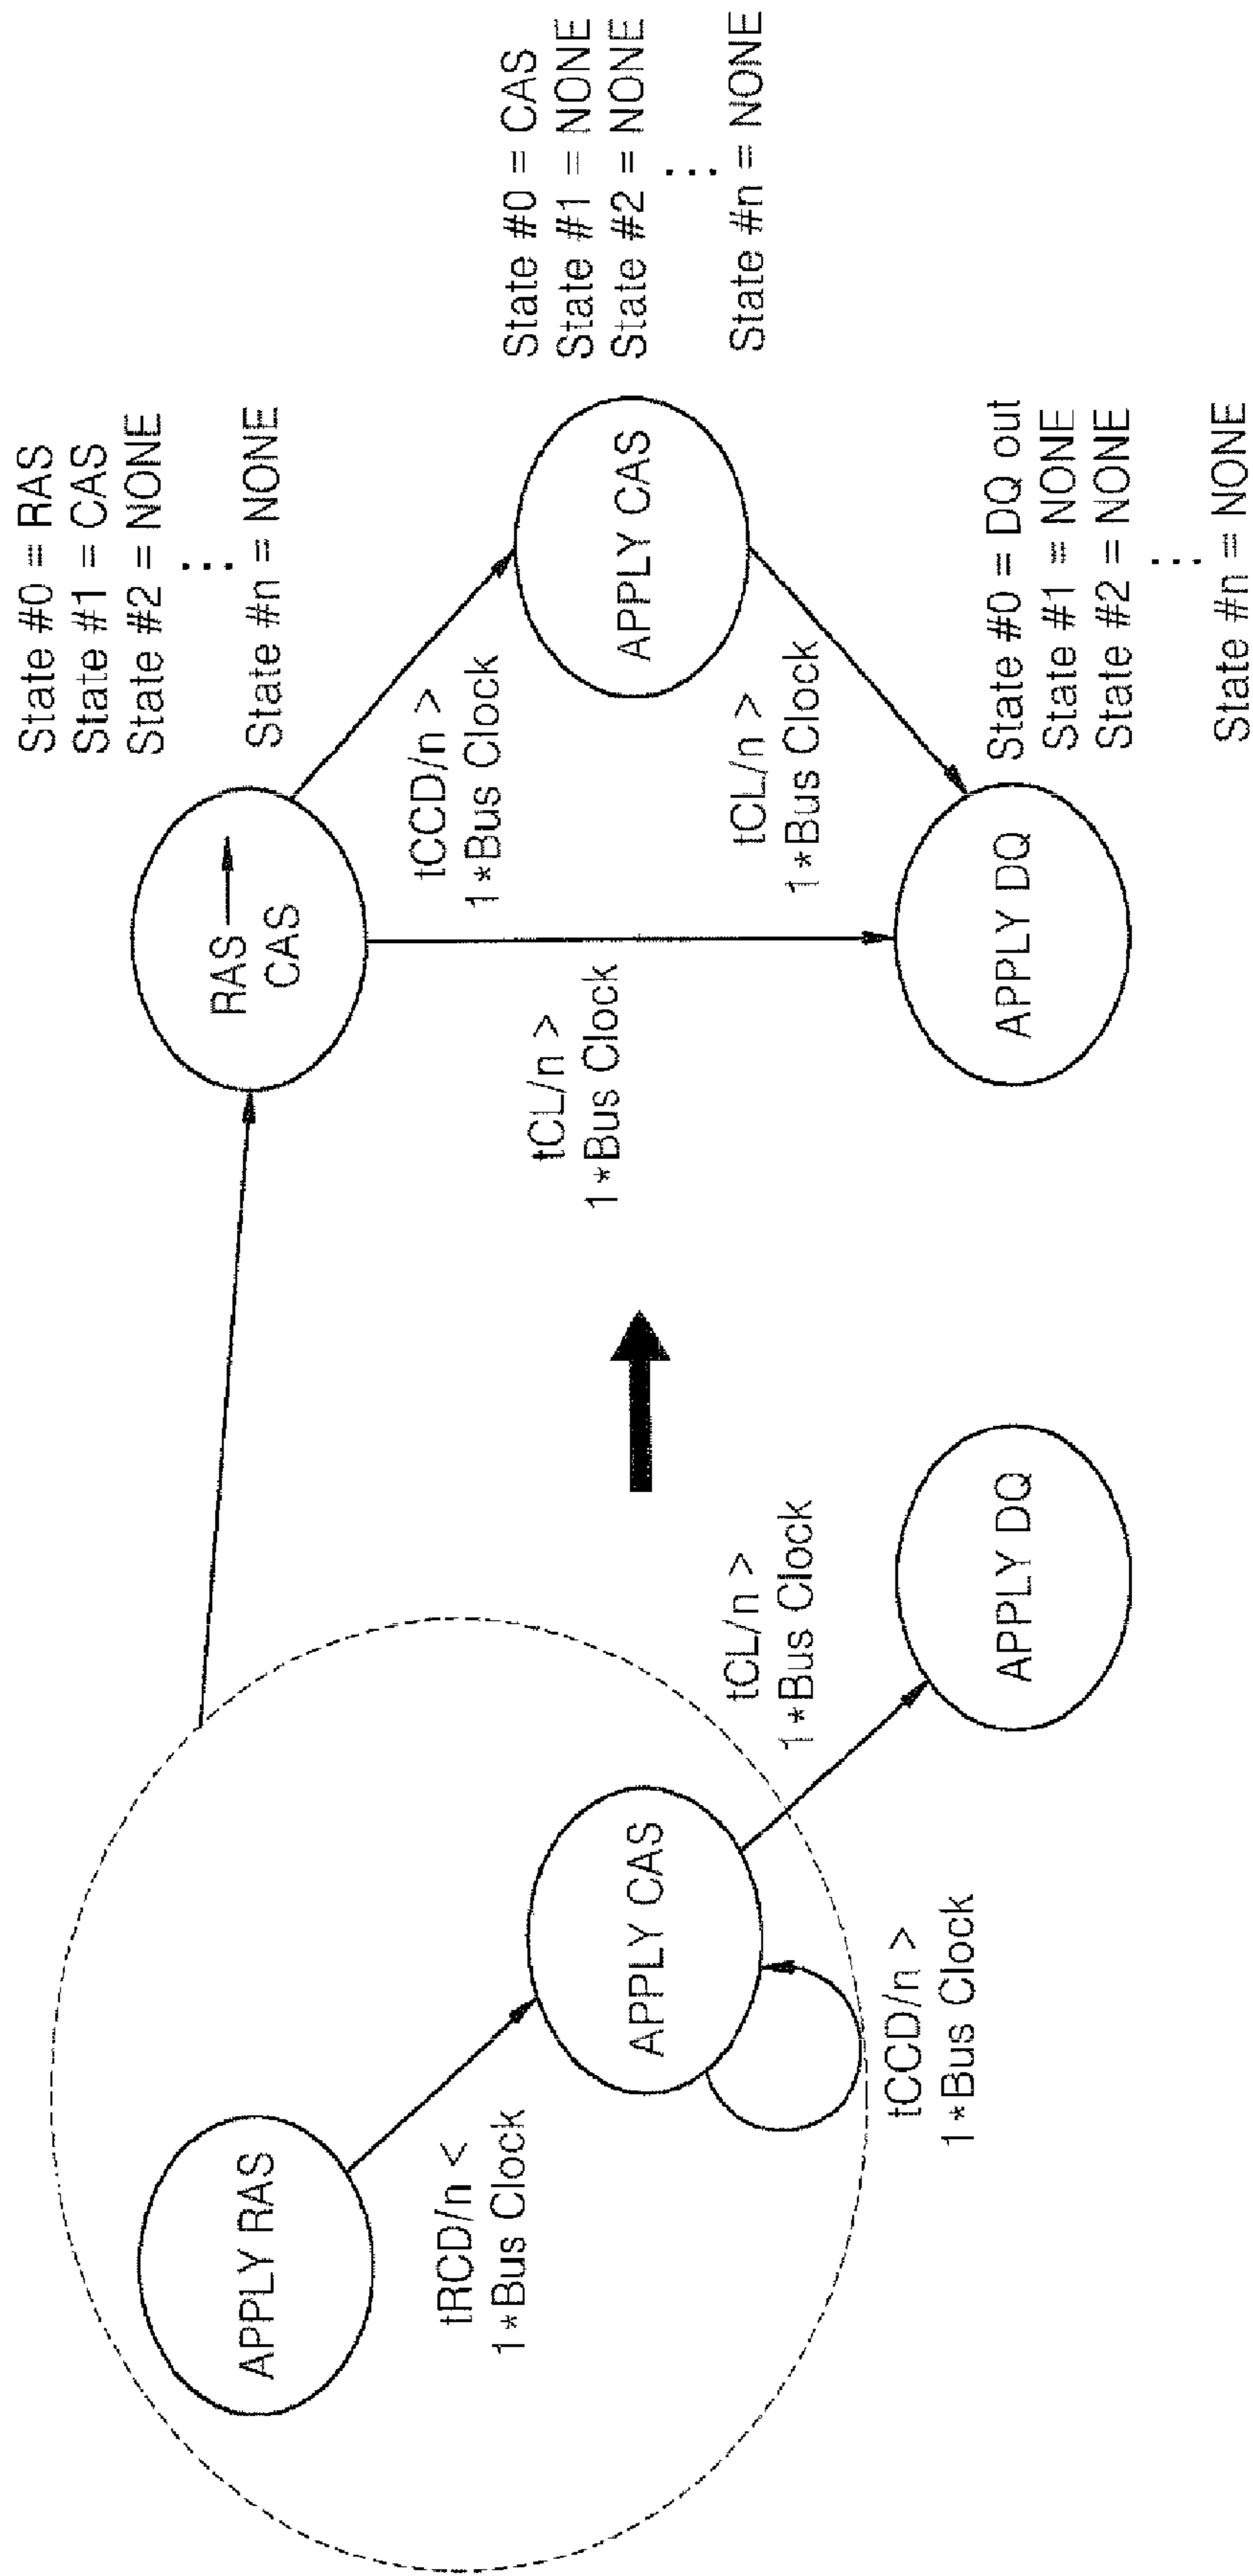 APPLY RAS
tRCD/n <
1*Bus Clock
APPLY CAS
tCCD/n >
1*Bus Clock
tCL/n >
1*Bus Clock
APPLY DQ
RAS
CAS
State #0 = RAS
State #1 = CAS
State #2 = NONE
...
State #n = NONE
tCCD/n >
1*Bus Clock
tCL/n >
1*Bus Clock
APPLY CAS
State #0 = CAS
State #1 = NONE
State #2 = NONE
...
State #n = NONE
tCL/n >
1*Bus Clock
APPLY DQ
State #0 = DQ out
State #1 = NONE
State #2 = NONE
...
State #n = NONE